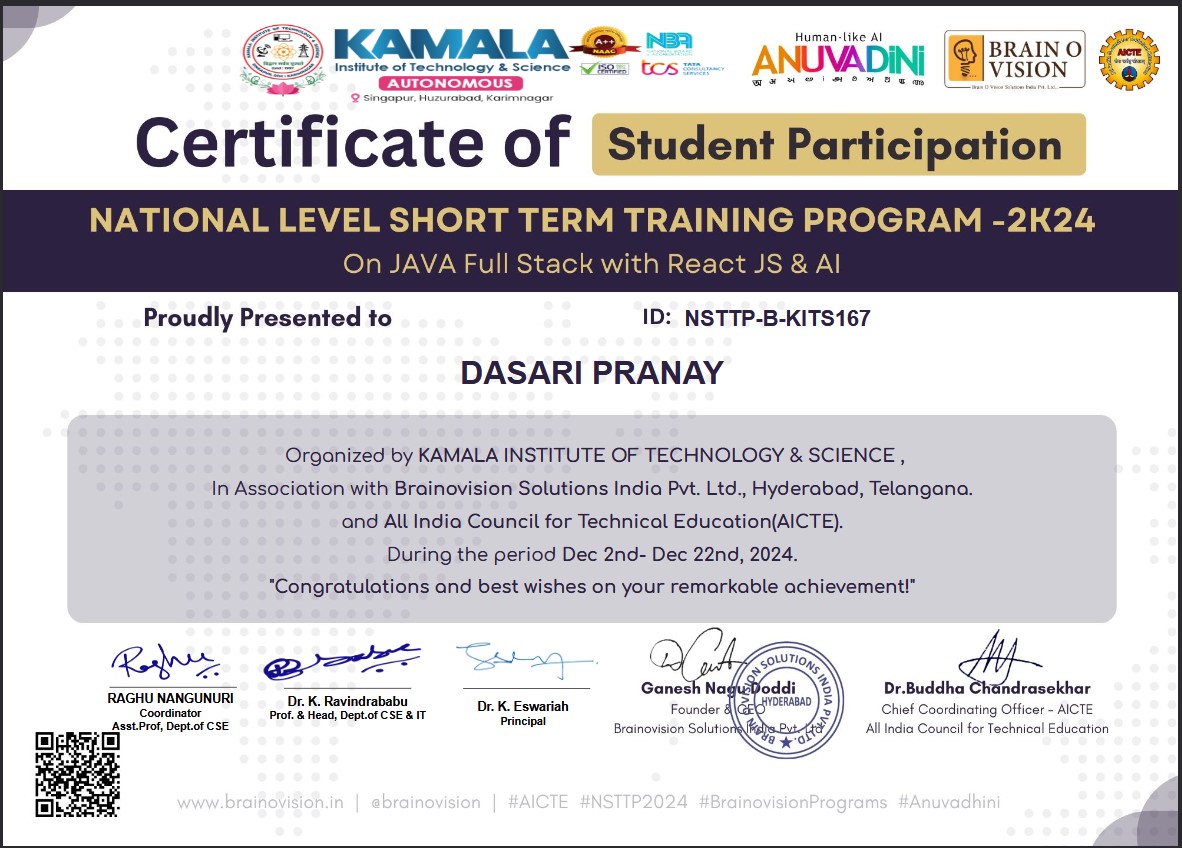 KAMALA
Institute of Technology & Science
AUTONOMOUS
Singapur, Huzurabad, Karimnagar
A++
NAAC
ISO
CERTIFIED
NBA
tcs TATA CONSULTANCY SERVICES
Human-like AI
ANUVADINI
BRAIN O VISION
Brain O Vision Solutions India Pvt. Ltd.,
AICTE
Certificate of Student Participation
NATIONAL LEVEL SHORT TERM TRAINING PROGRAM -2K24
On JAVA Full Stack with React JS & AI
Proudly Presented to
ID: NSTTP-B-KITS167
DASARI PRANAY
Organized by KAMALA INSTITUTE OF TECHNOLOGY & SCIENCE ,
In Association with Brainovision Solutions India Pvt. Ltd., Hyderabad, Telangana.
and All India Council for Technical Education(AICTE).
During the period Dec 2nd- Dec 22nd, 2024.
"Congratulations and best wishes on your remarkable achievement!"
RAGHU NANGUNURI
Coordinator
Asst.Prof, Dept.of CSE
Dr. K. Ravindrababu
Prof. & Head, Dept.of CSE & IT
Dr. K. Eswariah
Principal
Ganesh Nagu Doddi
Founder & CEO
Brainovision Solutions India Pvt. Ltd
BRAIN O VISION SOLUTIONS INDIA PVT. LTD.
HYDERABAD
Dr.Buddha Chandrasekhar
Chief Coordinating Officer - AICTE
All India Council for Technical Education
www.brainovision.in | @brainovision | #AICTE #NSTTP2024 #BrainovisionPrograms #Anuvadhini